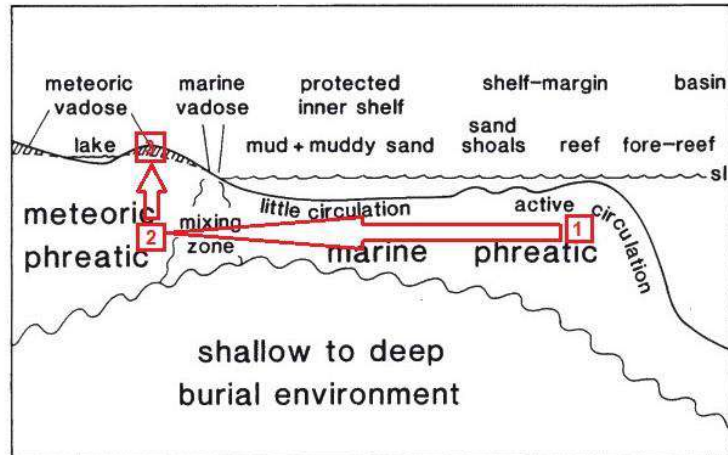 meteoric marine protected shelf-margin basin
vadose vadose inner shelf
lake mud + muddy sand sand shoals reef fore-reef
sl
little circulation active circulation
meteoric phreatic
2
mixing zone
1
marine phreatic
shallow to deep
burial environment